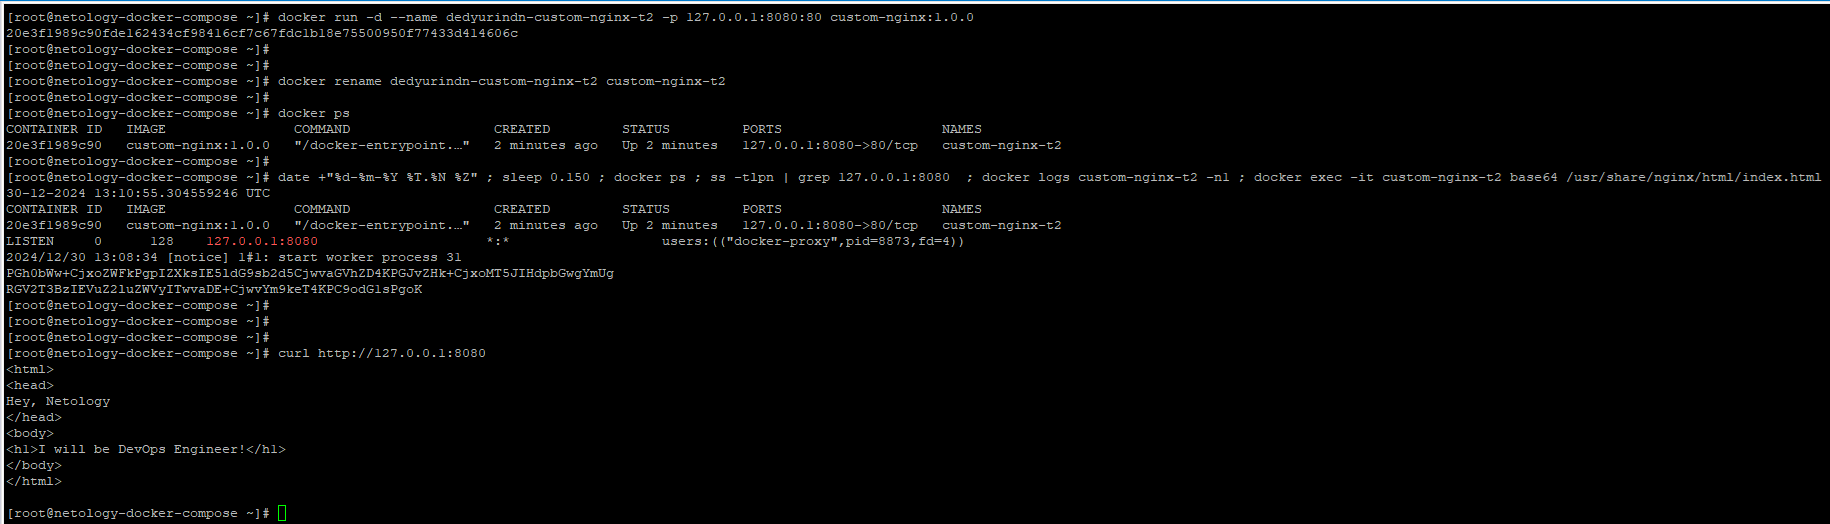 [root@netology-docker-compose ~]# docker run -d --name dedyurindn-custom-nginx-t2 -p 127.0.0.1:8080:80 custom-nginx:1.0.0
20e3f1989c90fde162434cf98416cf7c67fdc1b18e75500950f77433d414606c
[root@netology-docker-compose ~]#
[root@netology-docker-compose ~]#
[root@netology-docker-compose ~]# docker rename dedyurindn-custom-nginx-t2 custom-nginx-t2
[root@netology-docker-compose ~]#
[root@netology-docker-compose ~]# docker ps
CONTAINER ID   IMAGE                COMMAND                  CREATED         STATUS         PORTS                    NAMES
20e3f1989c90   custom-nginx:1.0.0   "/docker-entrypoint.…"   2 minutes ago   Up 2 minutes   127.0.0.1:8080->80/tcp   custom-nginx-t2
[root@netology-docker-compose ~]#
[root@netology-docker-compose ~]# date +"%d-%m-%Y %T.%N %Z" ; sleep 0.150 ; docker ps ; ss -tlpn | grep 127.0.0.1:8080  ; docker logs custom-nginx-t2 -n1 ; docker exec -it custom-nginx-t2 base64 /usr/share/nginx/html/index.html
30-12-2024 13:10:55.304559246 UTC
CONTAINER ID   IMAGE                COMMAND                  CREATED         STATUS         PORTS                    NAMES
20e3f1989c90   custom-nginx:1.0.0   "/docker-entrypoint.…"   2 minutes ago   Up 2 minutes   127.0.0.1:8080->80/tcp   custom-nginx-t2
LISTEN     0      128    127.0.0.1:8080                     *:*                   users:(("docker-proxy",pid=8873,fd=4))
2024/12/30 13:08:34 [notice] 1#1: start worker process 31
PGh0bWw+CjxoZWFkPgpIZXksIE5ldG9sb2d5CjwvaGVhZD4KPGJvZHk+CjxoMT5JIHdpbGwgYmUg
RGV2T3BzIEVuZ2luZWVyITwvaDE+CjwvYm9keT4KPC9odG1sPgoK
[root@netology-docker-compose ~]#
[root@netology-docker-compose ~]#
[root@netology-docker-compose ~]#
[root@netology-docker-compose ~]# curl http://127.0.0.1:8080
<html>
<head>
Hey, Netology
</head>
<body>
<h1>I will be DevOps Engineer!</h1>
</body>
</html>
[root@netology-docker-compose ~]#